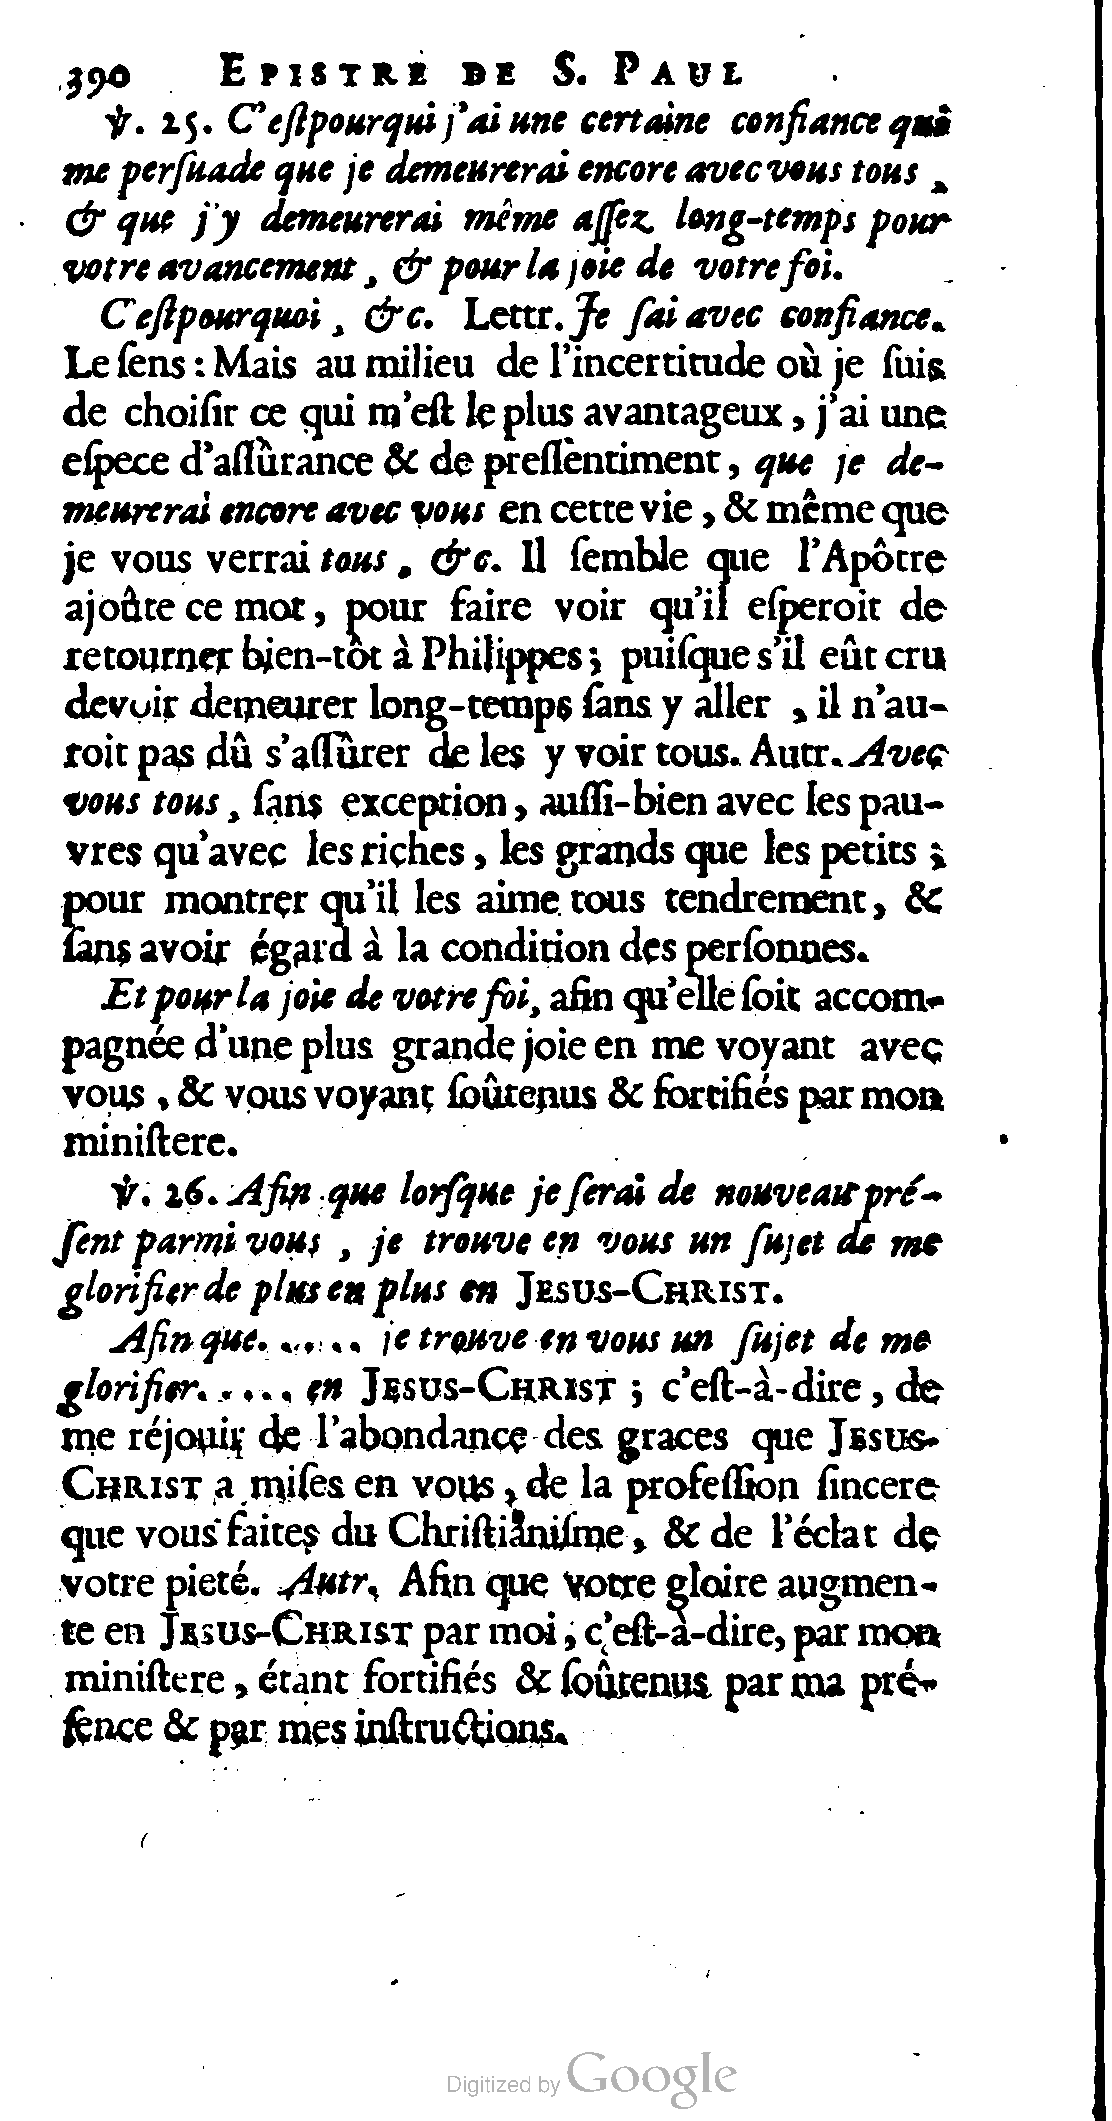 390 EPISTRE DE S. PAUL
℣. 25. C'eſtpourqui j'ai une certaine confiance qui
me perſuade que je demeurerai encore avec vous tous,
& que j'y demeurerai même aſſez long-temps pour
votre avancement, & pour la joie de votre foi.
C'eſtpourquoi, &c. Lettr. Je ſai avec confiance.
Le ſens: Mais au milieu de l'incertitude où je ſuis
de choiſir ce qui m'eſt le plus avantageux, j'ai une
eſpece d'aſſûrance & de preſſentiment, que je de-
meurerai encore avec vous en cette vie, & même que
je vous verrai tous, &c. Il ſemble que l'Apôtre
ajoûte ce mot, pour faire voir qu'il eſperoit de
retourner bien-tôt à Philippes; puiſque s'il eût cru
devoir demeurer long-temps ſans y aller, il n'au-
roit pas dû s'aſſûrer de les y voir tous. Autr. Avec
vous tous, ſans exception, auſſi-bien avec les pau-
vres qu'avec les riches, les grands que les petits;
pour montrer qu'il les aime tous tendrement, &
ſans avoir égard à la condition des perſonnes.
Et pour la joie de votre foi, afin qu'elle ſoit accom-
pagnée d'une plus grande joie en me voyant avec
vous, & vous voyant ſoûtenus & fortifiés par mon
miniſtere.
℣. 26. Afin que lorſque je ſerai de nouveau pré-
ſent parmi vous, je trouve en vous un ſujet de me
glorifier de plus en plus en JESUS-CHRIST.
Afin que...... je trouve en vous un ſujet de me
glorifier...... en JESUS-CHRIST; c'eſt-à-dire, de
me réjouir de l'abondance des graces que JESUS-
CHRIST a miſes en vous, de la profeſſion ſincere
que vous faites du Chriſtianiſme, & de l'éclat de
votre pieté. Autr. Afin que votre gloire augmen-
te en JESUS-CHRIST par moi, c'eſt-à-dire, par mon
miniſtere, étant fortifiés & ſoûtenus par ma pré-
ſence & par mes inſtructions.
Digitized by Google